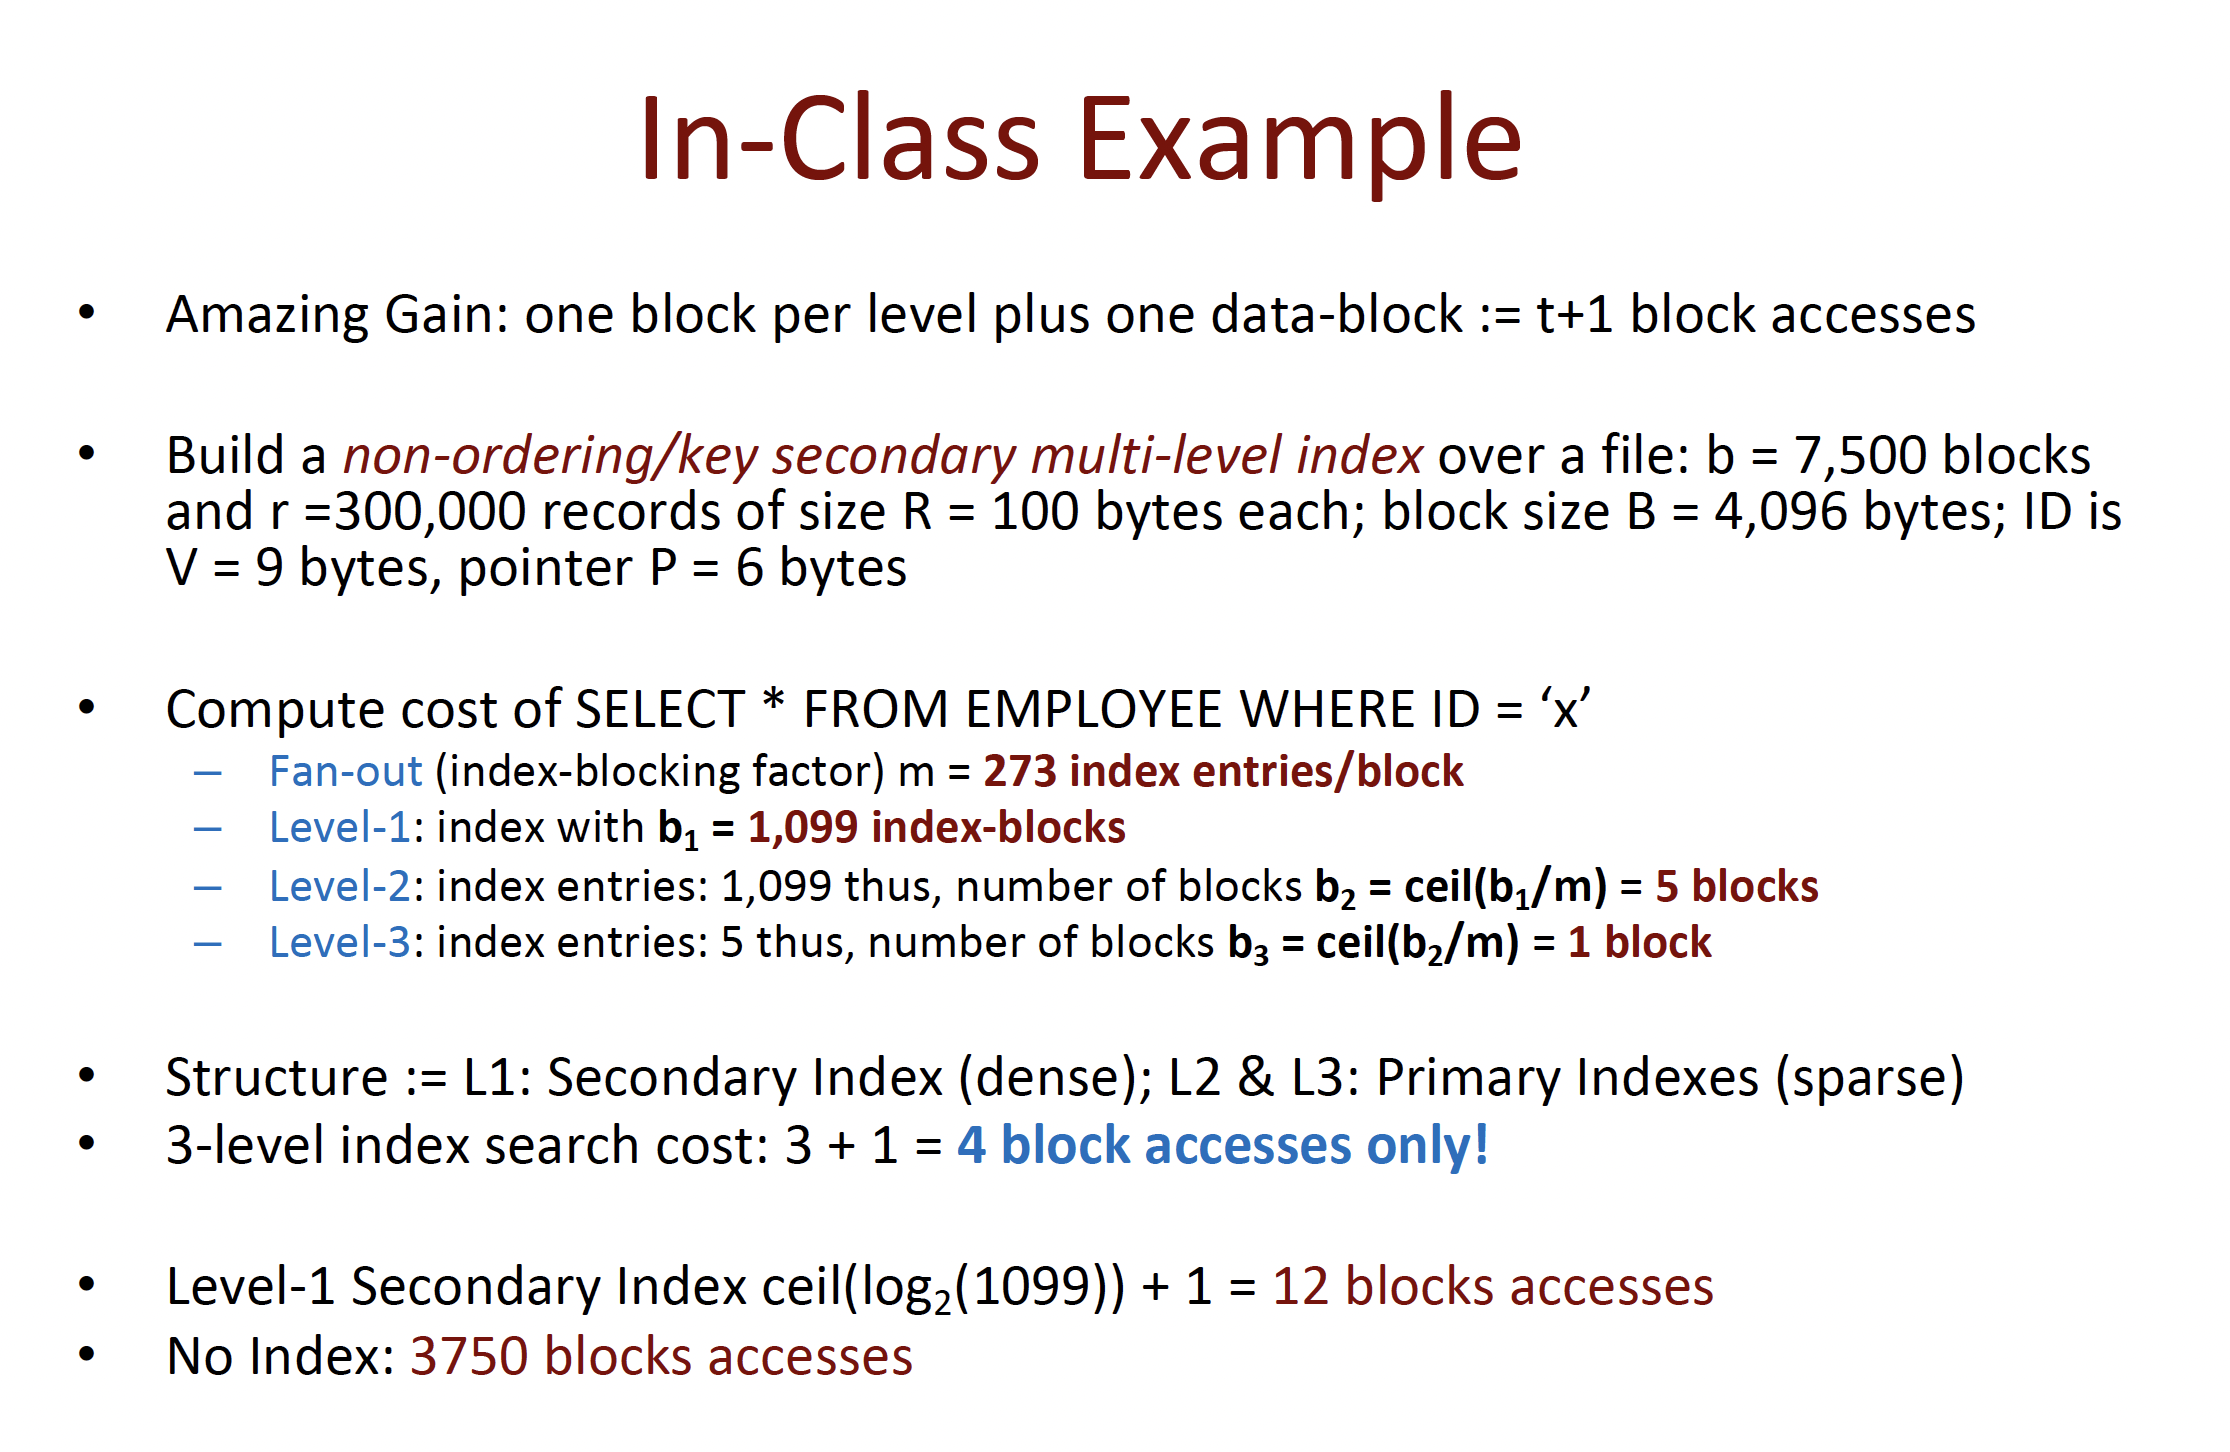 In-Class Example
• Amazing Gain: one block per level plus one data-block := t+1 block accesses
• Build a non-ordering/key secondary multi-level index over a file: b = 7,500 blocks
and r =300,000 records of size R = 100 bytes each; block size B = 4,096 bytes; ID is
V = 9 bytes, pointer P = 6 bytes
• Compute cost of SELECT * FROM EMPLOYEE WHERE ID = ‘x’
– Fan-out (index-blocking factor) m = 273 index entries/block
– Level-1: index with b₁ = 1,099 index-blocks
– Level-2: index entries: 1,099 thus, number of blocks b₂ = ceil(b₁/m) = 5 blocks
– Level-3: index entries: 5 thus, number of blocks b₃ = ceil(b₂/m) = 1 block
• Structure := L1: Secondary Index (dense); L2 & L3: Primary Indexes (sparse)
• 3-level index search cost: 3 + 1 = 4 block accesses only!
• Level-1 Secondary Index ceil(log₂(1099)) + 1 = 12 blocks accesses
• No Index: 3750 blocks accesses